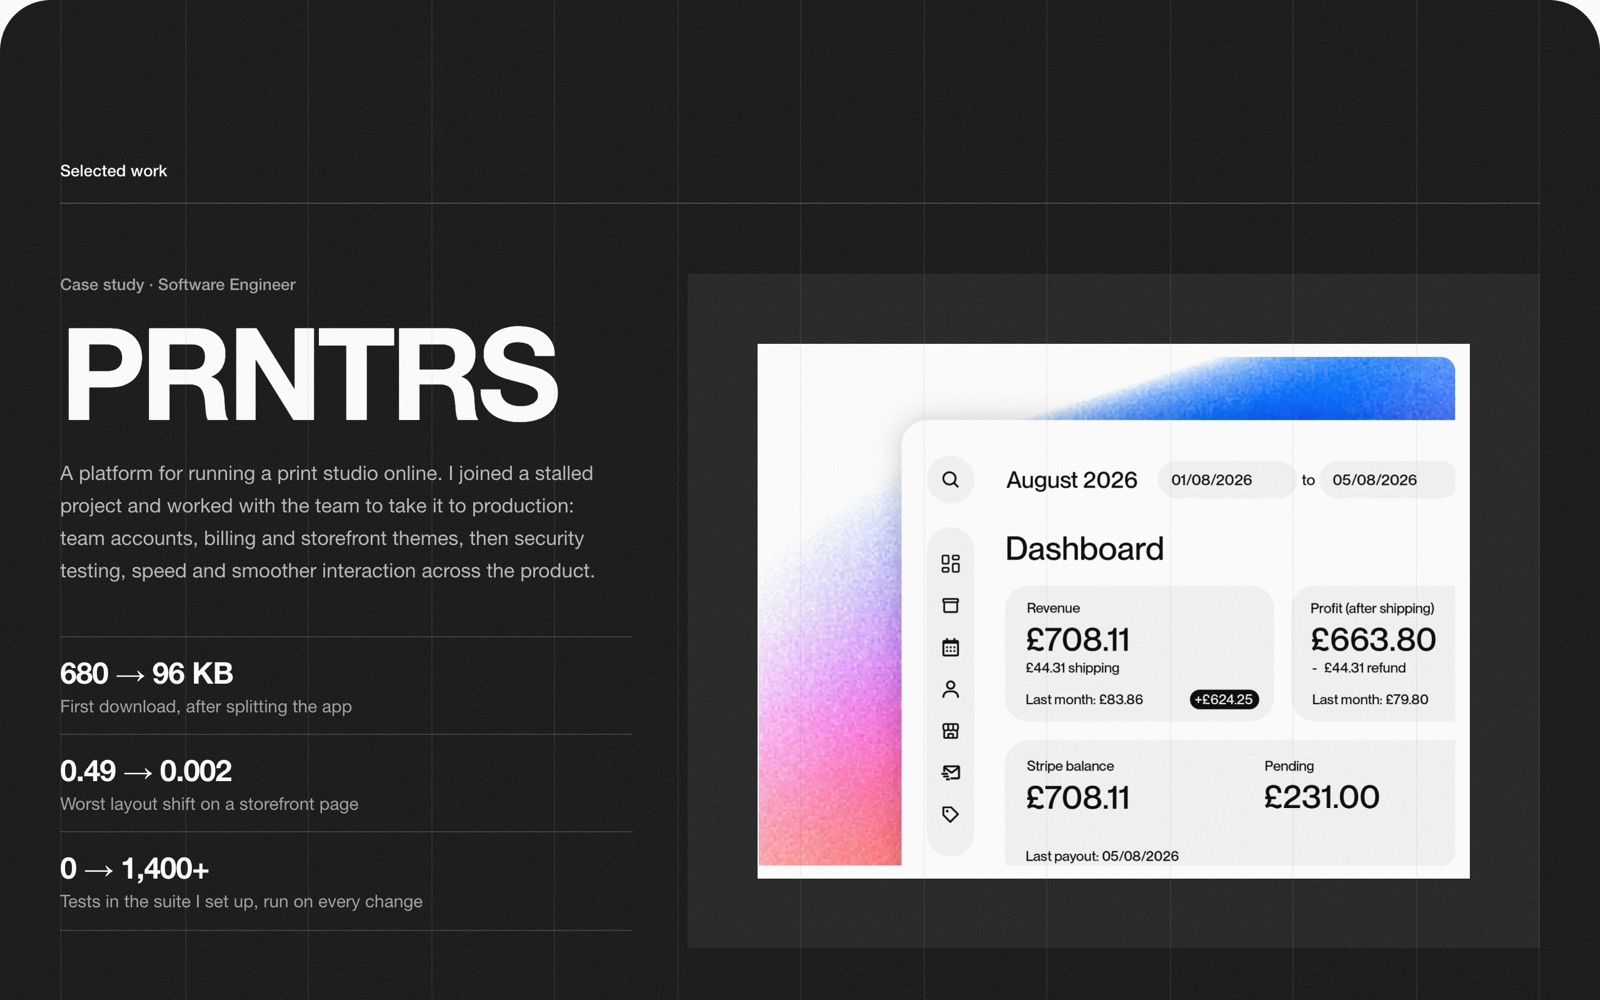 Selected work
Case study · Software Engineer
PRNTRS
A platform for running a print studio online. I joined a stalled
project and worked with the team to take it to production:
team accounts, billing and storefront themes, then security
testing, speed and smoother interaction across the product.
680 → 96 KB
First download, after splitting the app
0.49 → 0.002
Worst layout shift on a storefront page
0 → 1,400+
Tests in the suite I set up, run on every change
August 2026 01/08/2026 to 05/08/2026
Dashboard
Revenue
£708.11
£44.31 shipping
Last month: £83.86 +£624.25
Profit (after shipping)
£663.80
- £44.31 refund
Last month: £79.80
Stripe balance
£708.11
Pending
£231.00
Last payout: 05/08/2026